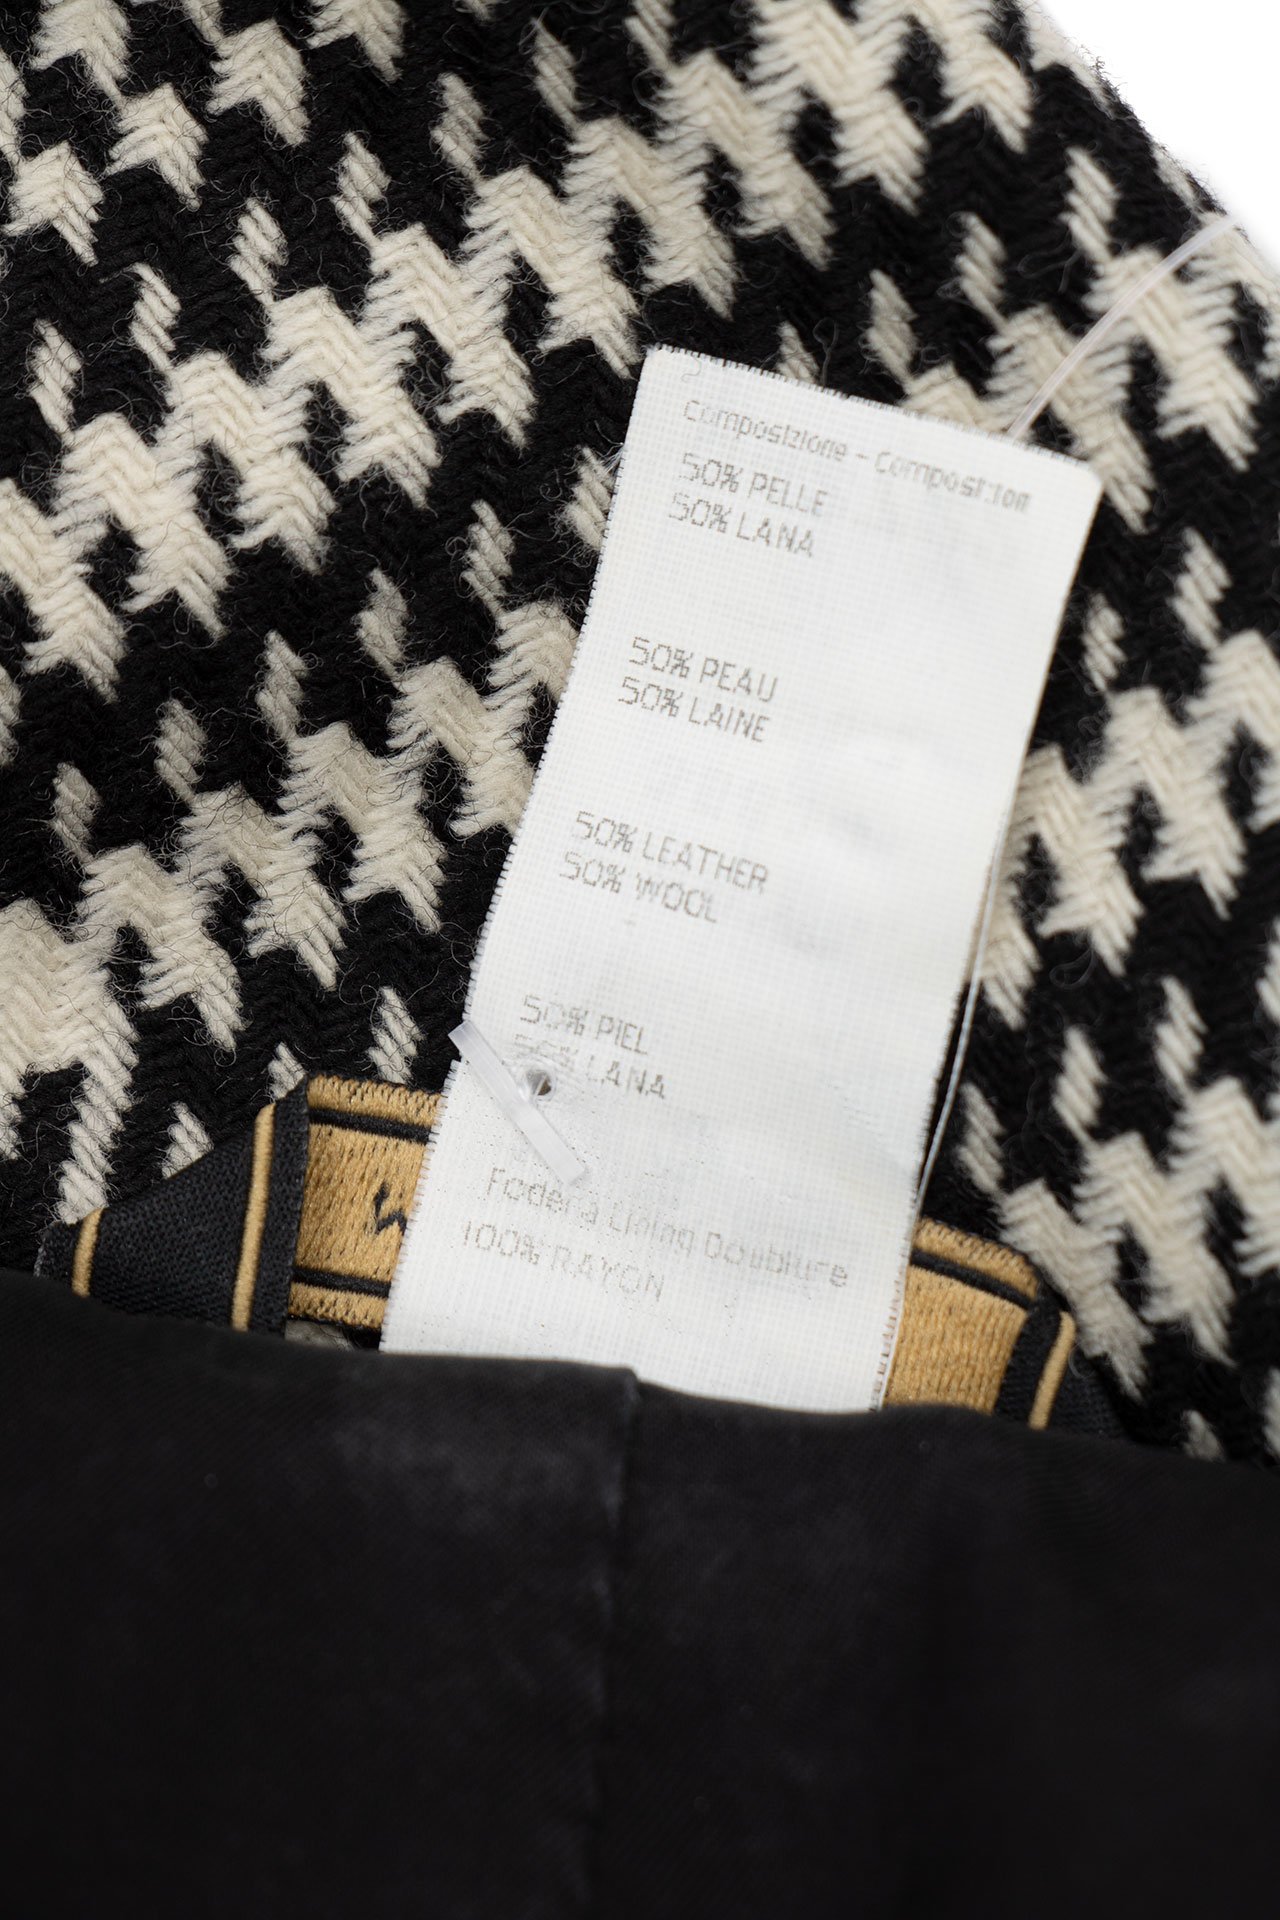 Composizione - Composition
50% PELLE
50% LANA
50% PEAU
50% LAINE
50% LEATHER
50% WOOL
50% PIEL
50% LANA
Fodera Lining Doublure
100% RAYON